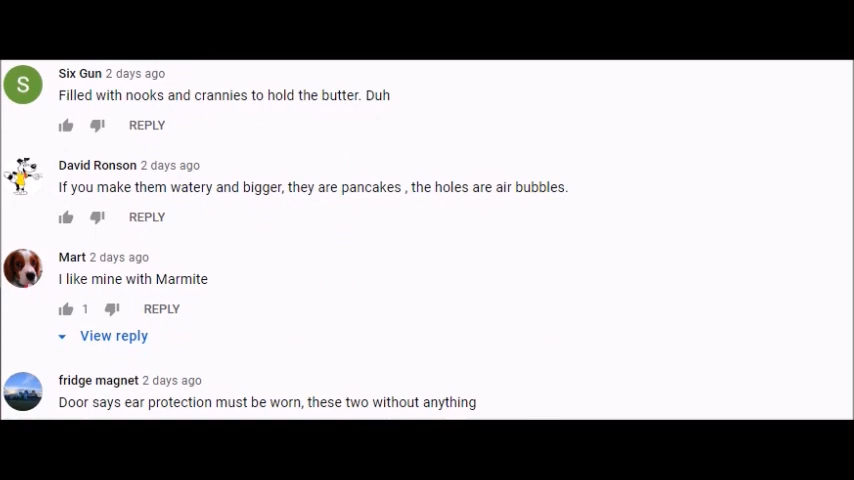 S
Six Gun 2 days ago
Filled with nooks and crannies to hold the butter. Duh
REPLY
David Ronson 2 days ago
If you make them watery and bigger, they are pancakes , the holes are air bubbles.
REPLY
Mart 2 days ago
I like mine with Marmite
1 REPLY
View reply
fridge magnet 2 days ago
Door says ear protection must be worn, these two without anything